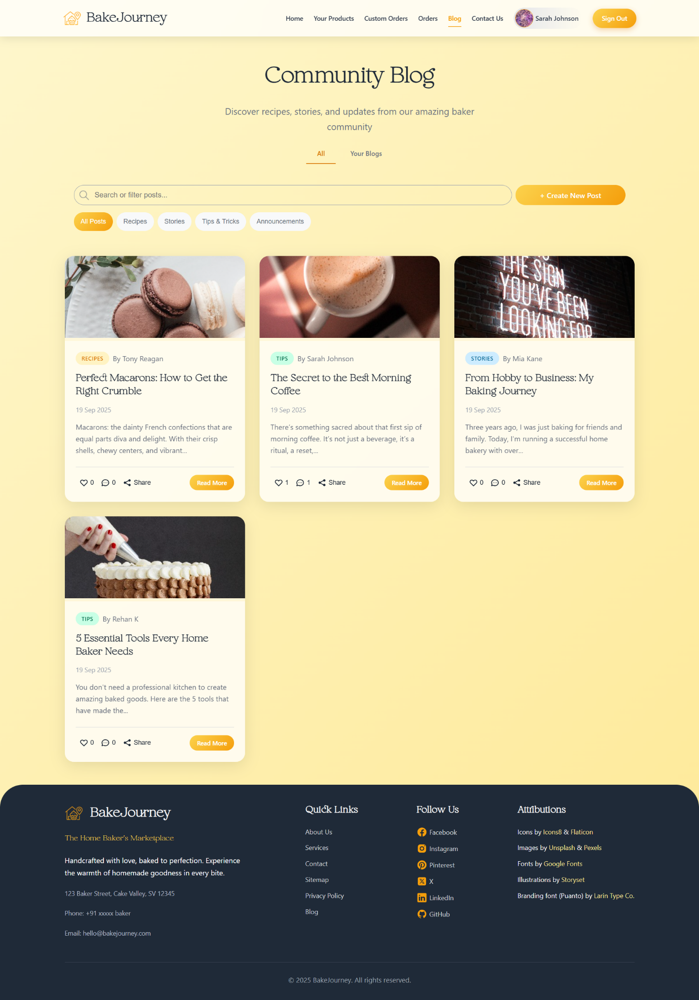 BakeJourney
Home
Your Products
Custom Orders
Orders
Blog
Contact Us
Sarah Johnson
Sign Out
Community Blog
Discover recipes, stories, and updates from our amazing baker
community
All
Your Blogs
Search or filter posts...
+ Create New Post
All Posts
Recipes
Stories
Tips & Tricks
Announcements
RECIPES
By Tony Reagan
Perfect Macarons: How to Get the
Right Crumble
19 Sep 2025
Macarons: the dainty French confections that are
equal parts diva and delight. With their crisp
shells, chewy centers, and vibrant...
0
0
Share
Read More
TIPS
By Sarah Johnson
The Secret to the Best Morning
Coffee
19 Sep 2025
There's something sacred about that first sip of
morning coffee. It's not just a beverage, it's a
ritual, a reset,...
1
1
Share
Read More
THE SIGN
YOU'VE BEEN
LOOKING FOR
STORIES
By Mia Kane
From Hobby to Business: My
Baking Journey
19 Sep 2025
Three years ago, I was just baking for friends and
family. Today, I'm running a successful home
bakery with over...
0
0
Share
Read More
TIPS
By Rehan K
5 Essential Tools Every Home
Baker Needs
19 Sep 2025
You don't need a professional kitchen to create
amazing baked goods. Here are the 5 tools that
have made the...
0
0
Share
Read More
BakeJourney
The Home Baker's Marketplace
Handcrafted with love, baked to perfection. Experience
the warmth of homemade goodness in every bite.
123 Baker Street, Cake Valley, SV 12345
Phone: +91 xxxxx baker
Email: hello@bakejourney.com
Quick Links
About Us
Services
Contact
Sitemap
Privacy Policy
Blog
Follow Us
Facebook
Instagram
Pinterest
X
LinkedIn
GitHub
Attributions
Icons by Icons8 & Flaticon
Images by Unsplash & Pexels
Fonts by Google Fonts
Illustrations by Storyset
Branding font (Puanto) by Larin Type Co.
© 2025 BakeJourney. All rights reserved.